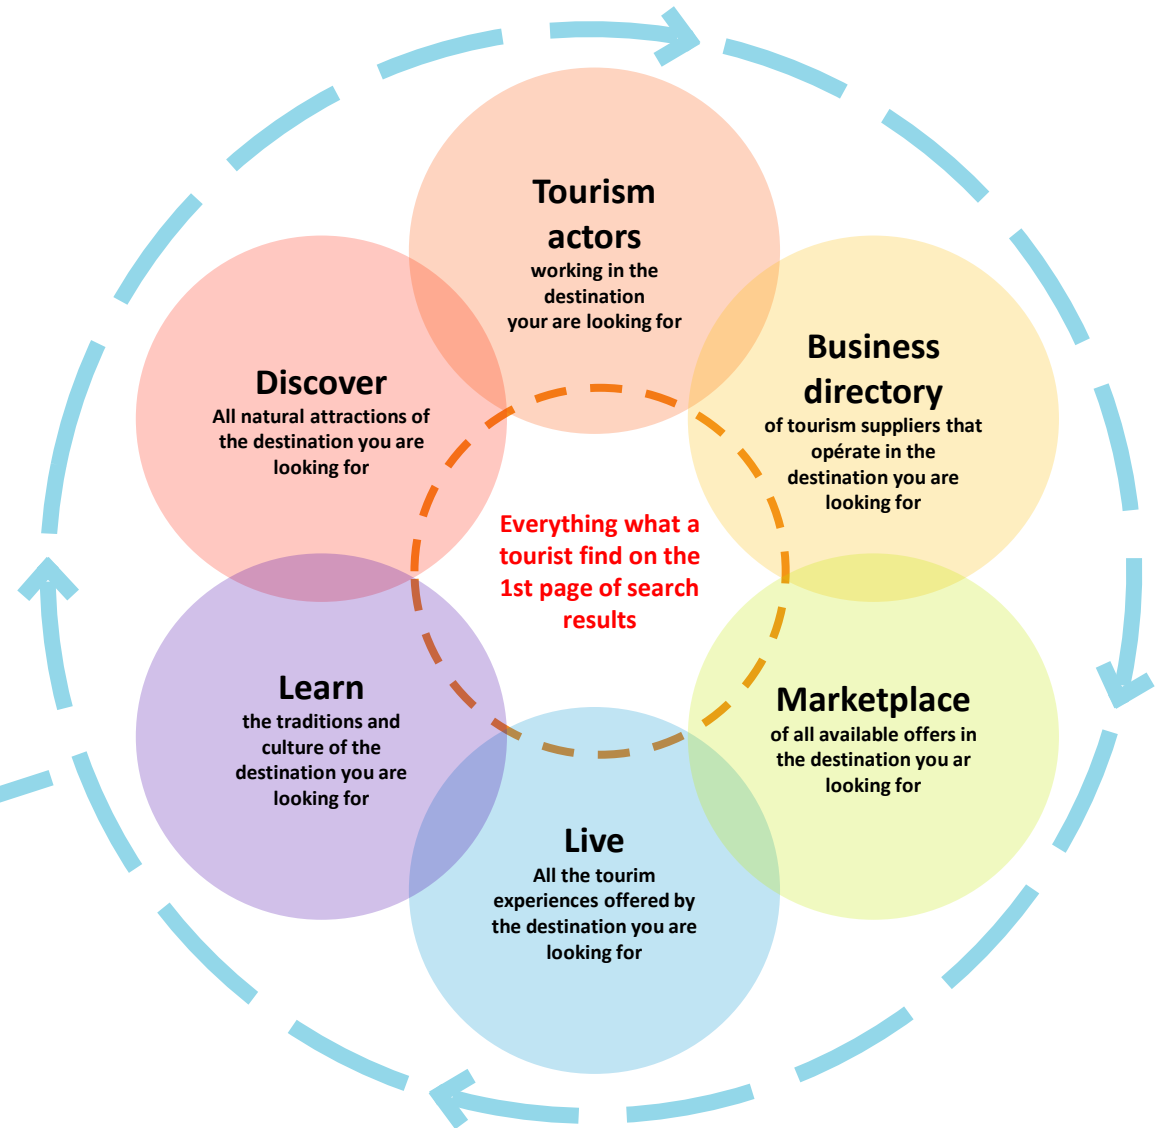 Tourism
actors
working in the
destination
your are looking for
Business
directory
of tourism suppliers that
opérate in the
destination you are
looking for
Discover
All natural attractions of
the destination you are
looking for
Everything what a
tourist find on the
1st page of search
results
Learn
the traditions and
culture of the
destination you are
looking for
Marketplace
of all available offers in
the destination you ar
looking for
Live
All the tourim
experiences offered by
the destination you are
looking for